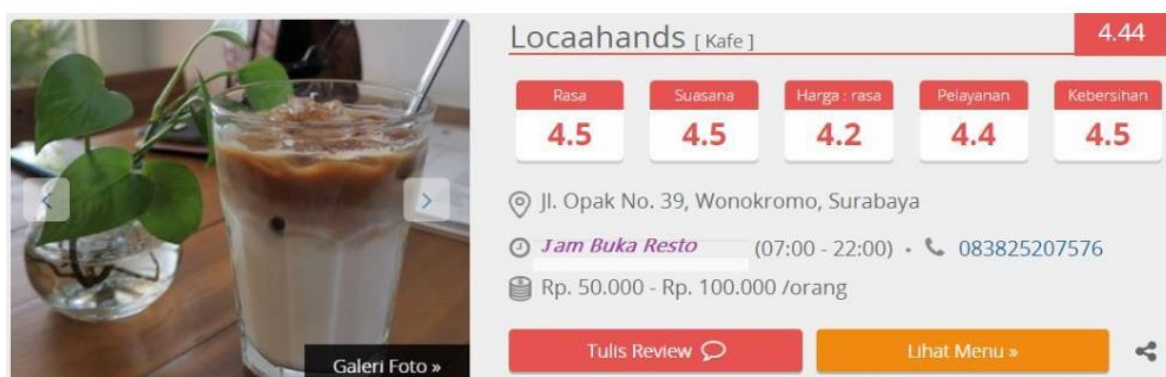 Locaahands [ Kafe ] 4.44
Rasa Suasana Harga : rasa Pelayanan Kebersihan
4.5 4.5 4.2 4.4 4.5
Jl. Opak No. 39, Wonokromo, Surabaya
Jam Buka Resto (07:00 - 22:00) • 083825207576
Rp. 50.000 - Rp. 100.000 /orang
Galeri Foto » Tulis Review Lihat Menu »